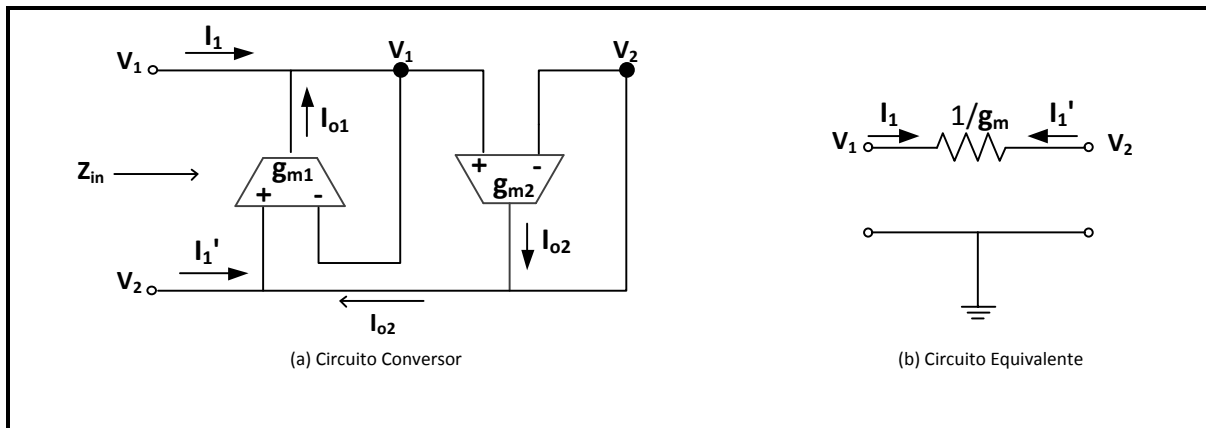 I1
V1
V1
V2
Io1
gm1
+ -
Zin
+ -
gm2
Io2
I1'
V2
Io2
(a) Circuito Conversor
I1
1/gm
I1'
V1
V2
(b) Circuito Equivalente